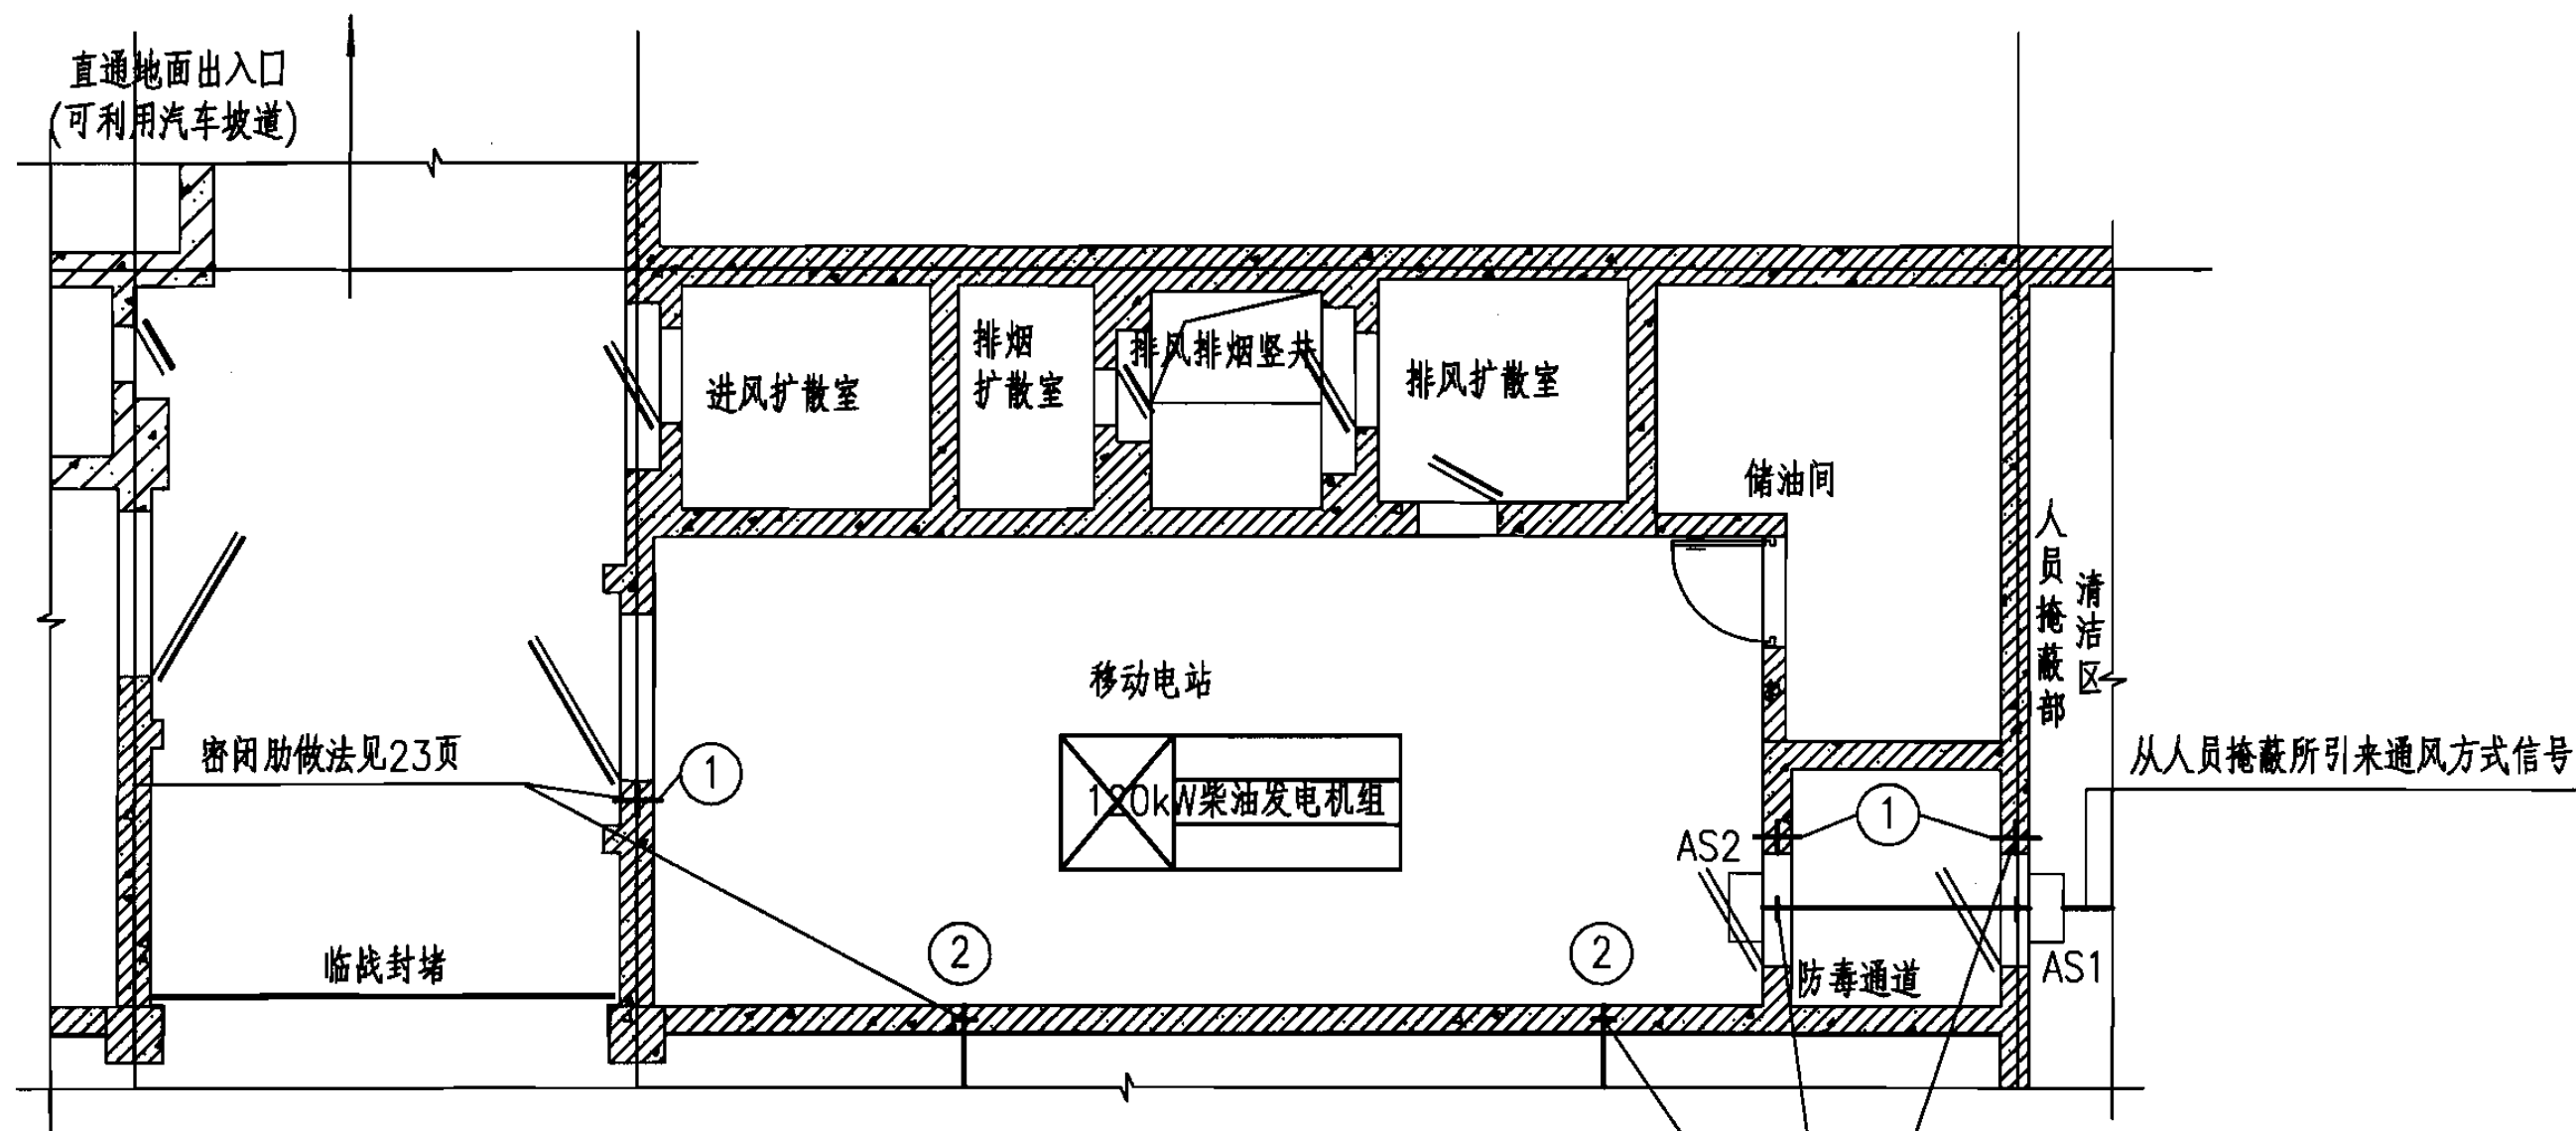 直通地面出入口
(可利用汽车坡道)
进风扩散室
排烟
扩散室
排风排烟竖井
排风扩散室
储油间
人员掩蔽部
清洁区
移动电站
密闭肋做法见23页
1
120kW柴油发电机组
从人员掩蔽所引来通风方式信号
1
AS2
AS1
临战封堵
2
2
防毒通道